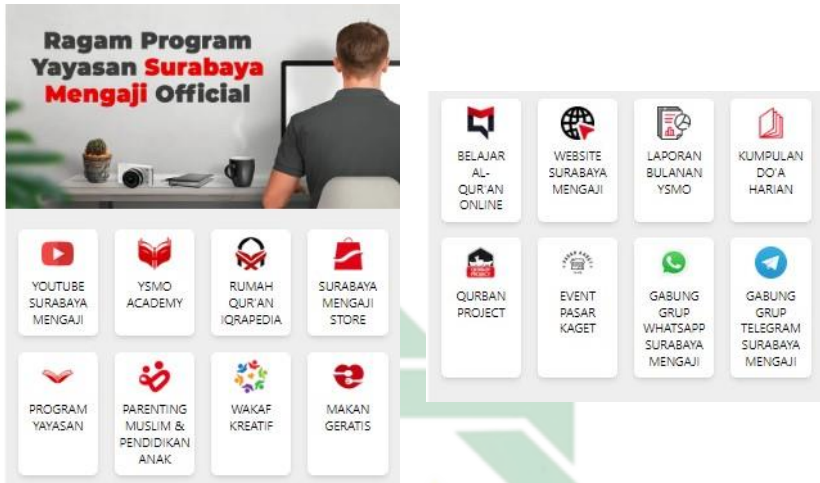 Ragam Program
Yayasan Surabaya
Mengaji Official
YOUTUBE
SURABAYA
MENGAJI
YSMO
ACADEMY
RUMAH
QUR'AN
IQRAPEDIA
SURABAYA
MENGAJI
STORE
PROGRAM
YAYASAN
PARENTING
MUSLIM &
PENDIDIKAN
ANAK
WAKAF
KREATIF
MAKAN
GERATIS
BELAJAR
AL-
QUR'AN
ONLINE
WEBSITE
SURABAYA
MENGAJI
LAPORAN
BULANAN
YSMO
KUMPULAN
DO'A
HARIAN
QURBAN
PROJECT
EVENT
PASAR
KAGET
GABUNG
GRUP
WHATSAPP
SURABAYA
MENGAJI
GABUNG
GRUP
TELEGRAM
SURABAYA
MENGAJI